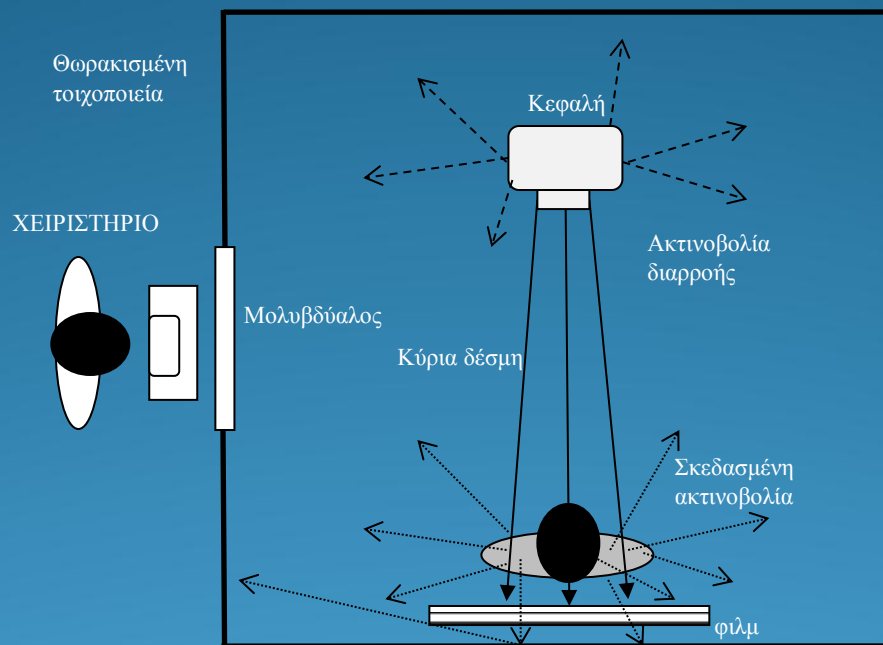 Θωρακισμένη
τοιχοποιεία
Κεφαλή
ΧΕΙΡΙΣΤΗΡΙΟ
Ακτινοβολία
διαρροής
Μολυβδύαλος
Κύρια δέσμη
Σκεδασμένη
ακτινοβολία
φιλμ